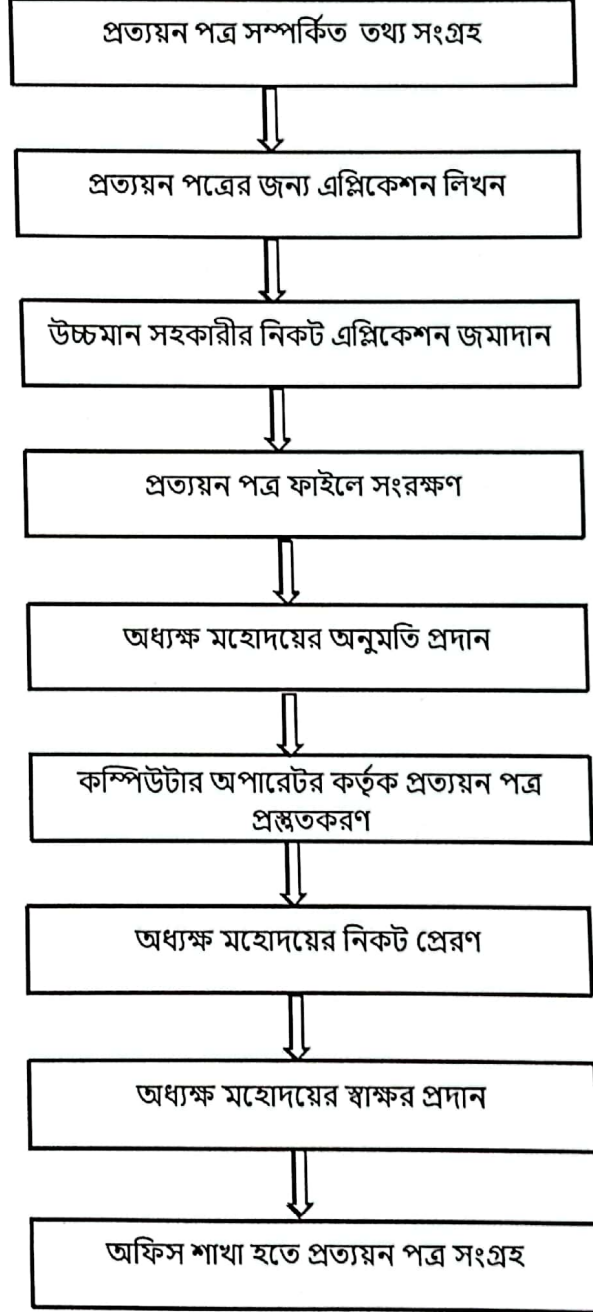 প্রত্যয়ন পত্র সম্পর্কিত তথ্য সংগ্রহ
প্রত্যয়ন পত্রের জন্য এপ্লিকেশন লিখন
উচ্চমান সহকারীর নিকট এপ্লিকেশন জমাদান
প্রত্যয়ন পত্র ফাইলে সংরক্ষণ
অধ্যক্ষ মহোদয়ের অনুমতি প্রদান
কম্পিউটার অপারেটর কর্তৃক প্রত্যয়ন পত্র
প্রস্তুতকরণ
অধ্যক্ষ মহোদয়ের নিকট প্রেরণ
অধ্যক্ষ মহোদয়ের স্বাক্ষর প্রদান
অফিস শাখা হতে প্রত্যয়ন পত্র সংগ্রহ